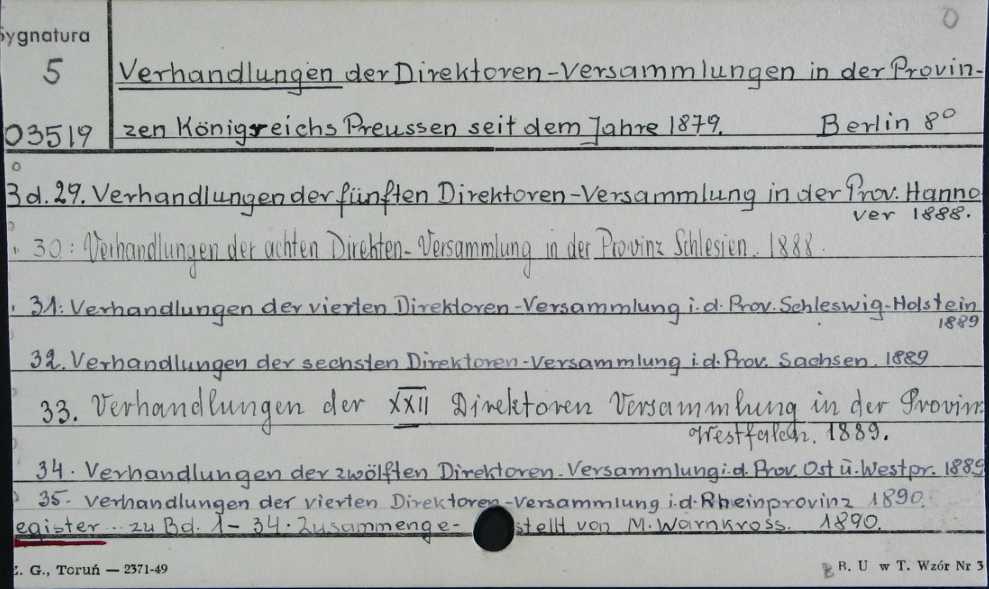 Sygnatura
0
5
03519
Verhandlungen der Direktoren-Versammlungen in der Provin-
zen Königreichs Preussen seit dem Jahre 1879. Berlin 8°
Bd. 29. Verhandlungen der fünften Direktoren-Versammlung in der Prov. Hanno
ver 1888.
" 30: Verhandlungen der achten Direkten-Versammlung in der Provinz Schlesien. 1888.
" 31: Verhandlungen der vierten Direktoren-Versammlung i.d. Prov. Schleswig-Holstein
1889
32. Verhandlungen der sechsten Direktoren-Versammlung i.d. Prov. Sachsen. 1889
33. Verhandlungen der XXII Direktoren Versammlung in der Provinz
Westfalen. 1889.
34. Verhandlungen der zwölften Direktoren-Versammlung i.d. Prov. Ost ü. Westpr. 1889
35. Verhandlungen der vierten Direktoren-Versammlung i.d. Rheinprovinz 1890.
egister .. zu Bd. 1-34. Zusammenge- stellt von M. Warnkross. 1890.
Z. G., Toruń — 2371-49
B. U w T. Wzór Nr 3